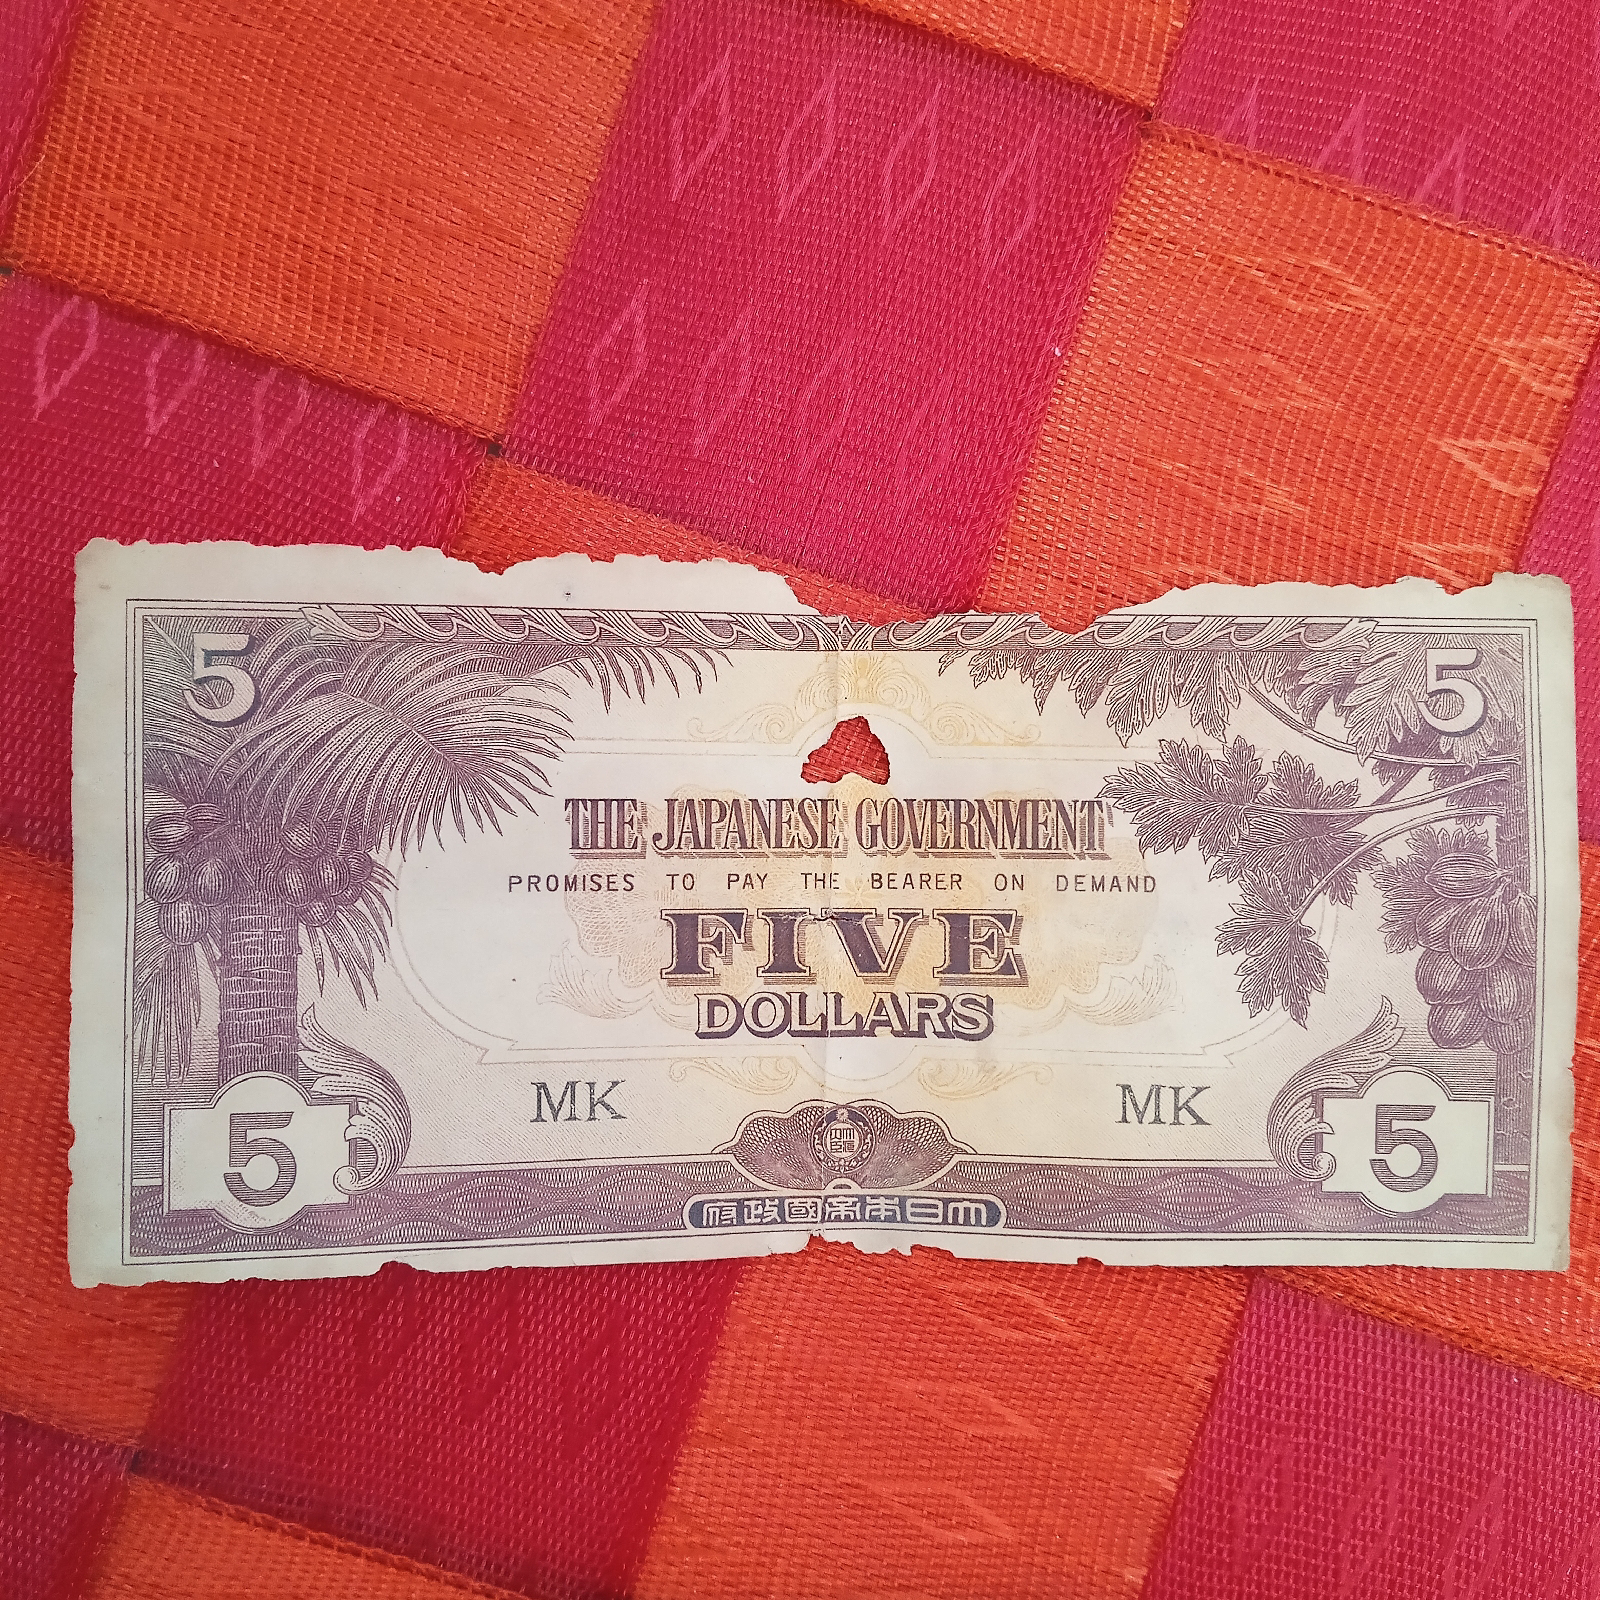 5 5
THE JAPANESE GOVERNMENT
PROMISES TO PAY THE BEARER ON DEMAND
FIVE
DOLLARS
MK MK
5 5
府政國帝本日大